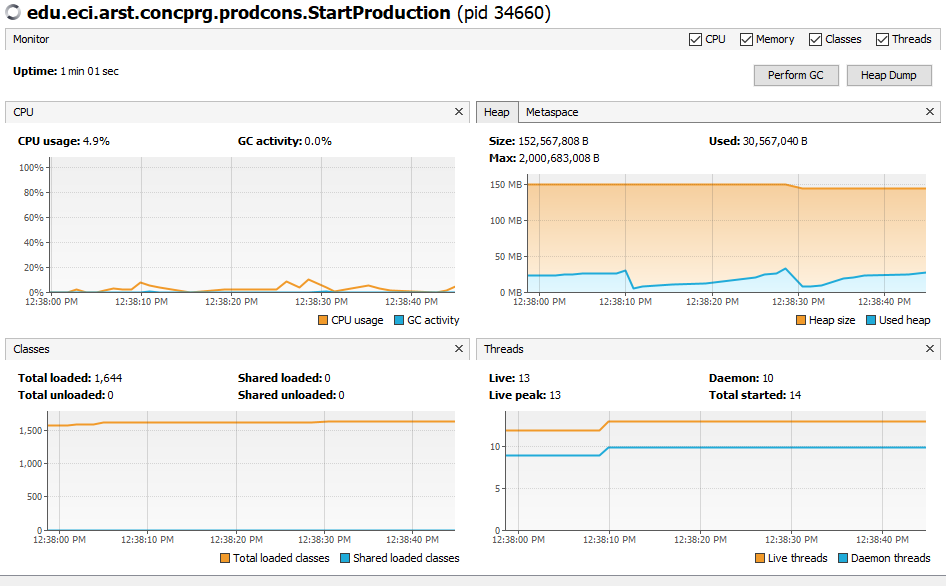 edu.eci.arst.concprg.prodcons.StartProduction (pid 34660)
Monitor
CPU Memory Classes Threads
Uptime: 1 min 01 sec
Perform GC Heap Dump
CPU
CPU usage: 4.9% GC activity: 0.0%
100%
80%
60%
40%
20%
0%
12:38:00 PM 12:38:10 PM 12:38:20 PM 12:38:30 PM 12:38:40 PM
CPU usage GC activity
Heap Metaspace
Size: 152,567,808 B Used: 30,567,040 B
Max: 2,000,683,008 B
150 MB
100 MB
50 MB
0 MB
12:38:00 PM 12:38:10 PM 12:38:20 PM 12:38:30 PM 12:38:40 PM
Heap size Used heap
Classes
Total loaded: 1,644 Shared loaded: 0
Total unloaded: 0 Shared unloaded: 0
1,500
1,000
500
0
12:38:00 PM 12:38:10 PM 12:38:20 PM 12:38:30 PM 12:38:40 PM
Total loaded classes Shared loaded classes
Threads
Live: 13 Daemon: 10
Live peak: 13 Total started: 14
10
5
0
12:38:00 PM 12:38:10 PM 12:38:20 PM 12:38:30 PM 12:38:40 PM
Live threads Daemon threads